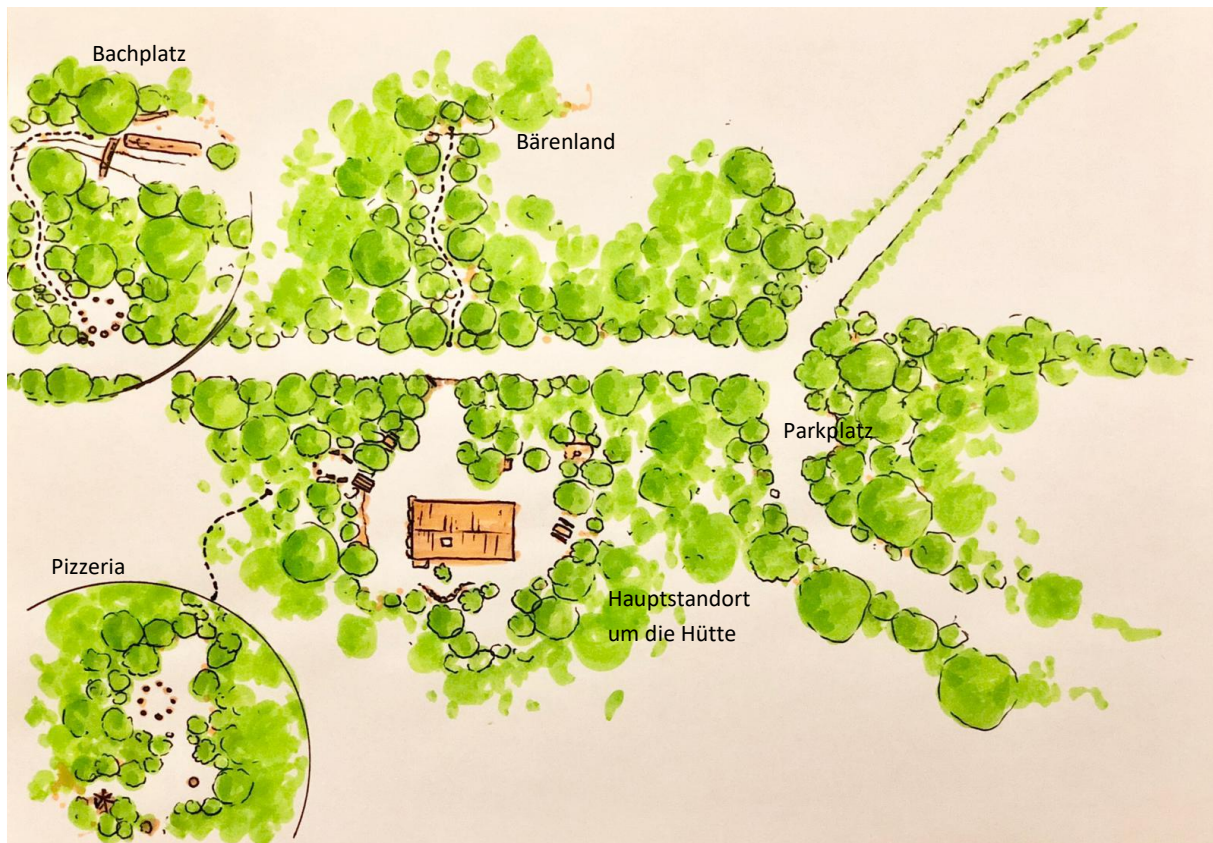 Bachplatz
Bärenland
Parkplatz
Pizzeria
Hauptstandort
um die Hütte